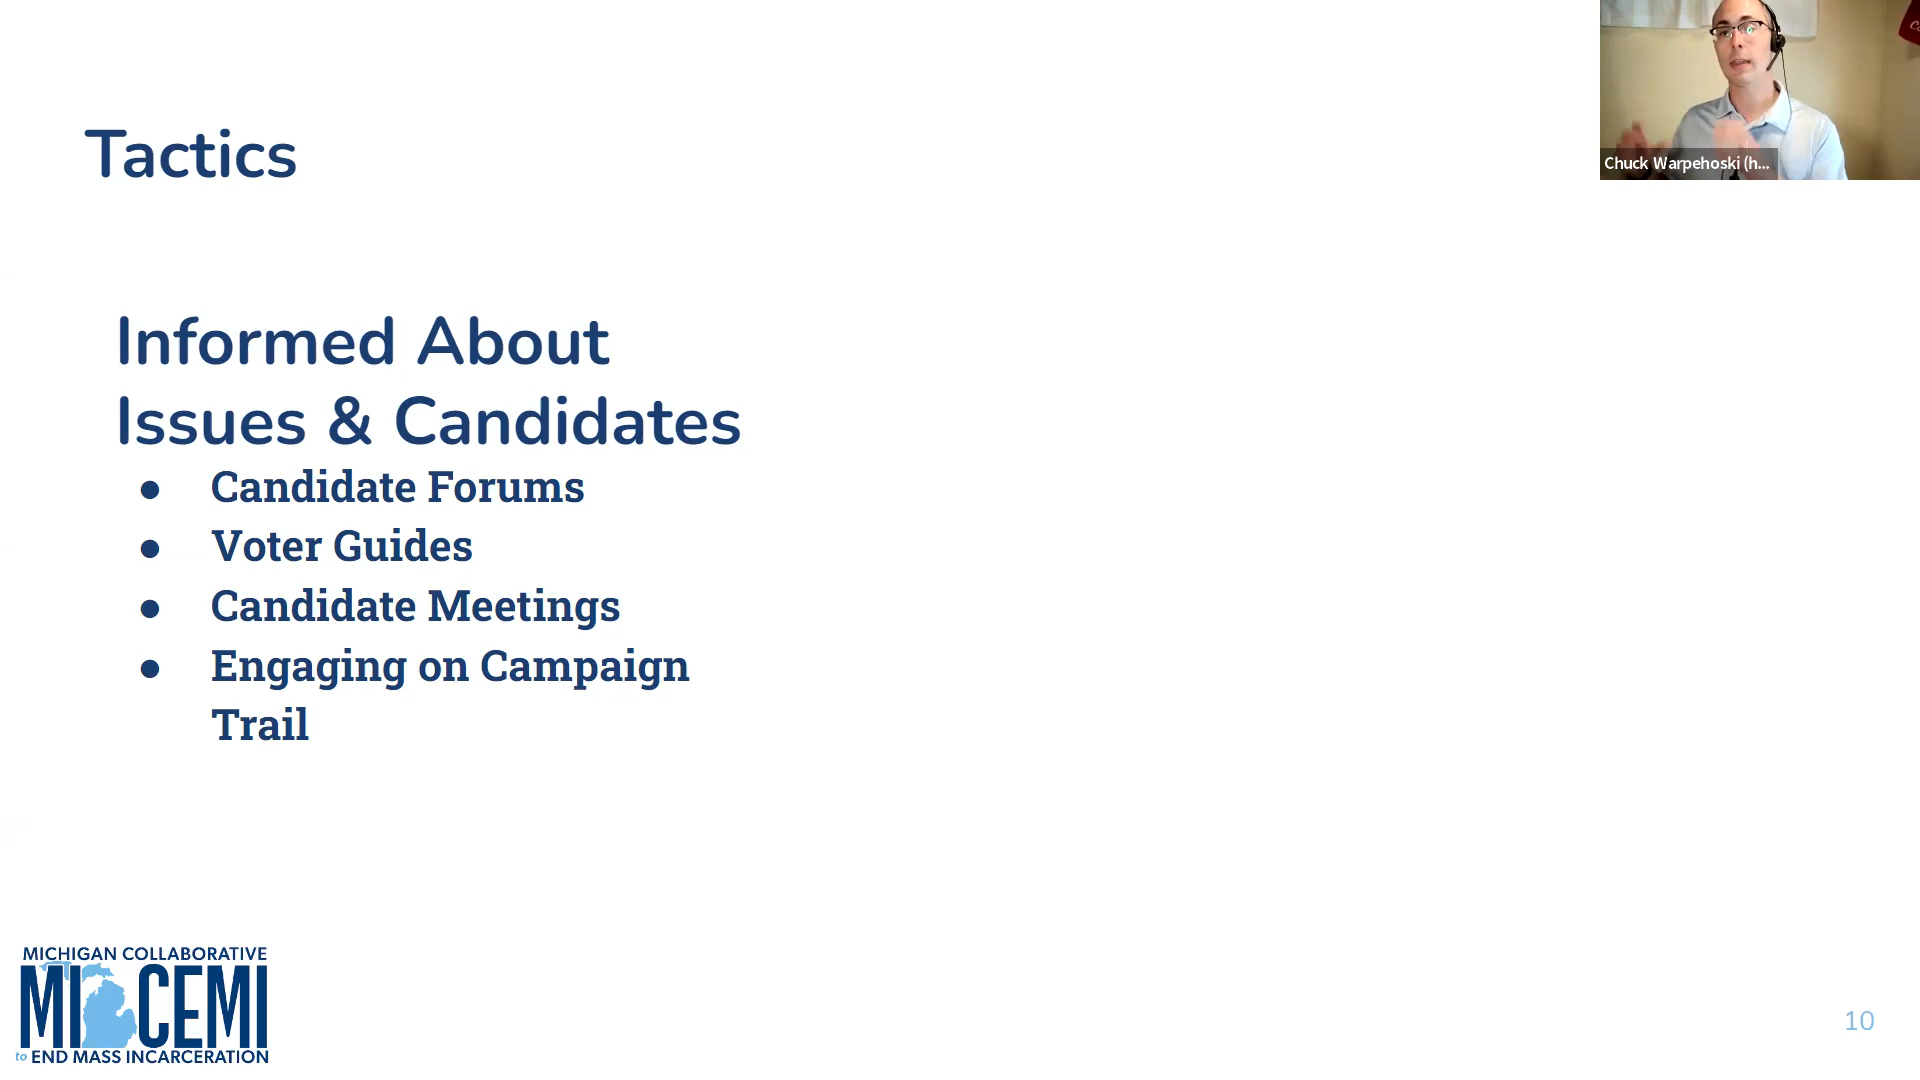 Tactics
Chuck Warpehoski (h...
Informed About
Issues & Candidates
● Candidate Forums
● Voter Guides
● Candidate Meetings
● Engaging on Campaign
Trail
MICHIGAN COLLABORATIVE
MI CEMI
to END MASS INCARCERATION
10